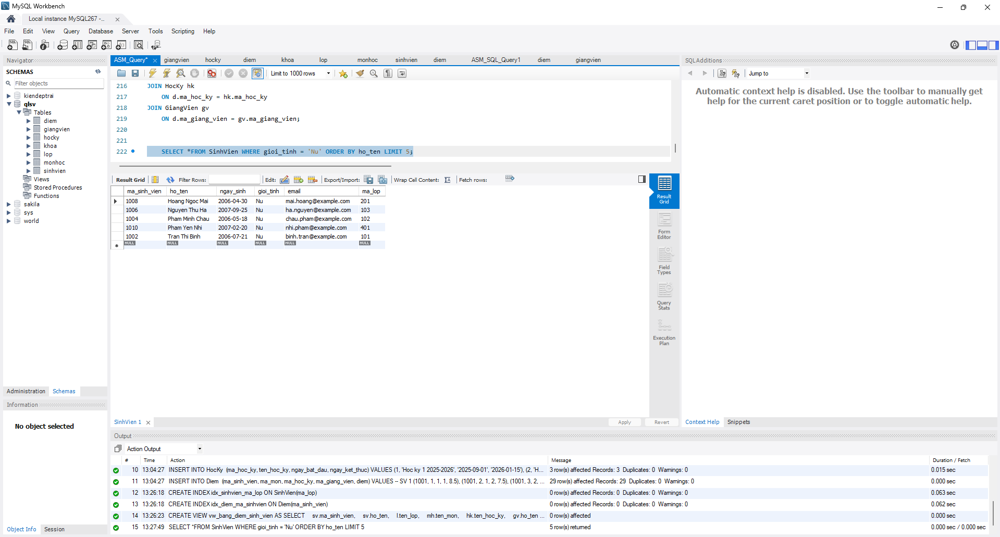 MySQL Workbench
Local instance MySQL267 -...
File Edit View Query Database Server Tools Scripting Help
Navigator
SCHEMAS
Filter objects
kiendeptrai
qlsv
Tables
diem
giangvien
hocky
khoa
lop
monhoc
sinhvien
Views
Stored Procedures
Functions
sakila
sys
world
Administration Schemas
Information
No object selected
Object Info Session
ASM_Query* giangvien hocky diem khoa lop monhoc sinhvien diem ASM_SQL_Query1 diem giangvien
Limit to 1000 rows
216 JOIN HocKy hk
217 ON d.ma_hoc_ky = hk.ma_hoc_ky
218 JOIN GiangVien gv
219 ON d.ma_giang_vien = gv.ma_giang_vien;
220
221
222 SELECT *FROM SinhVien WHERE gioi_tinh = 'Nu' ORDER BY ho_ten LIMIT 5;
Result Grid Filter Rows: Edit: Export/Import: Wrap Cell Content: Fetch rows:
ma_sinh_vien ho_ten ngay_sinh gioi_tinh email ma_lop
1008 Hoang Ngoc Mai 2006-04-30 Nu mai.hoang@example.com 201
1006 Nguyen Thu Ha 2007-09-25 Nu ha.nguyen@example.com 103
1004 Pham Minh Chau 2006-05-18 Nu chau.pham@example.com 102
1010 Pham Yen Nhi 2007-02-20 Nu nhi.pham@example.com 401
1002 Tran Thi Binh 2006-07-21 Nu binh.tran@example.com 101
NULL NULL NULL NULL NULL NULL
Result Grid
Form Editor
Field Types
Query Stats
Execution Plan
SinhVien 1 Apply Revert
SQLAdditions
Jump to
Automatic context help is disabled. Use the toolbar to manually get
help for the current caret position or to toggle automatic help.
Context Help Snippets
Output
Action Output
# Time Action Message Duration / Fetch
10 13:04:27 INSERT INTO HocKy (ma_hoc_ky, ten_hoc_ky, ngay_bat_dau, ngay_ket_thuc) VALUES (1, 'Hoc ky 1 2025-2026', '2025-09-01', '2026-01-15'), (2, 'H... 3 row(s) affected Records: 3 Duplicates: 0 Warnings: 0 0.015 sec
11 13:04:27 INSERT INTO Diem (ma_sinh_vien, ma_mon, ma_hoc_ky, ma_giang_vien, diem) VALUES -- SV 1 (1001, 1, 1, 1, 8.5), (1001, 2, 1, 2, 7.5), (1001, 3, 2, ... 29 row(s) affected Records: 29 Duplicates: 0 Warnings: 0 0.000 sec
12 13:26:18 CREATE INDEX idx_sinhvien_ma_lop ON SinhVien(ma_lop) 0 row(s) affected Records: 0 Duplicates: 0 Warnings: 0 0.063 sec
13 13:26:18 CREATE INDEX idx_diem_ma_sinhvien ON Diem(ma_sinh_vien) 0 row(s) affected Records: 0 Duplicates: 0 Warnings: 0 0.062 sec
14 13:26:23 CREATE VIEW vw_bang_diem_sinh_vien AS SELECT sv.ma_sinh_vien, sv.ho_ten, l.ten_lop, mh.ten_mon, hk.ten_hoc_ky, gv.ho_ten ... 0 row(s) affected 0.000 sec
15 13:27:49 SELECT *FROM SinhVien WHERE gioi_tinh = 'Nu' ORDER BY ho_ten LIMIT 5 5 row(s) returned 0.000 sec / 0.000 sec